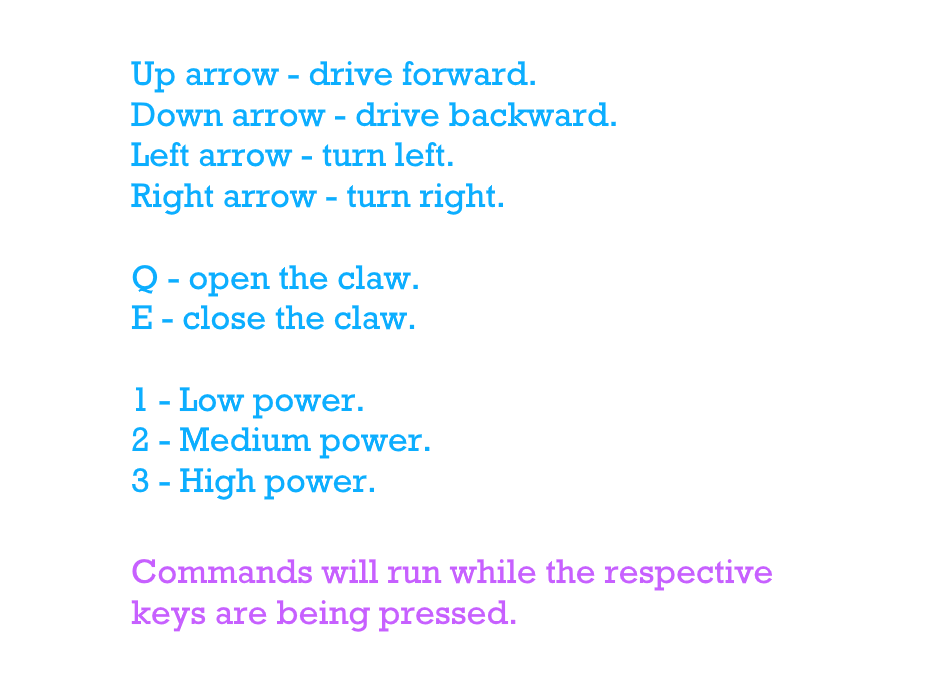 Up arrow - drive forward.
Down arrow - drive backward.
Left arrow - turn left.
Right arrow - turn right.
Q - open the claw.
E - close the claw.
1 - Low power.
2 - Medium power.
3 - High power.
Commands will run while the respective
keys are being pressed.